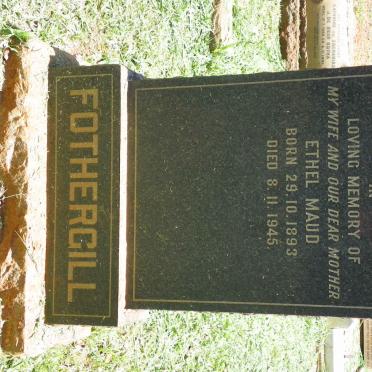 IN
LOVING MEMORY OF
MY WIFE AND OUR DEAR MOTHER
ETHEL MAUD
BORN 29.10.1893
DIED 8.11.1945.
FOTHERGILL